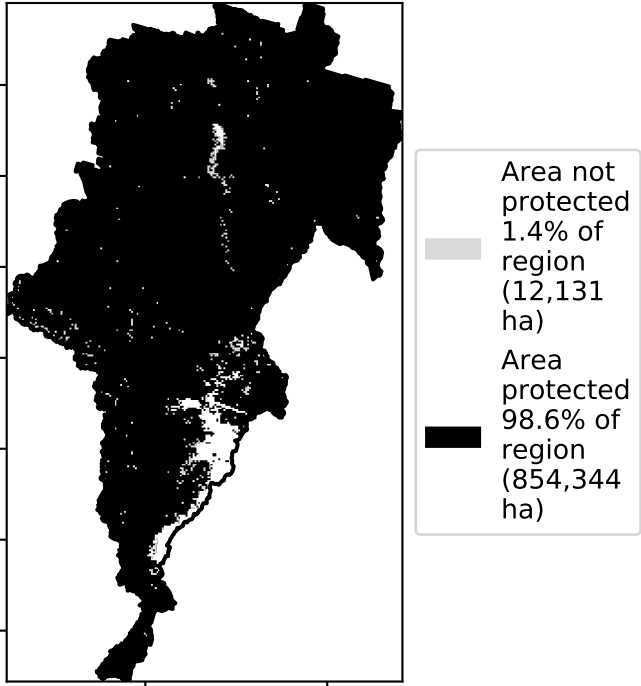 Area not
protected
1.4% of
region
(12,131
ha)
Area
protected
98.6% of
region
(854,344
ha)